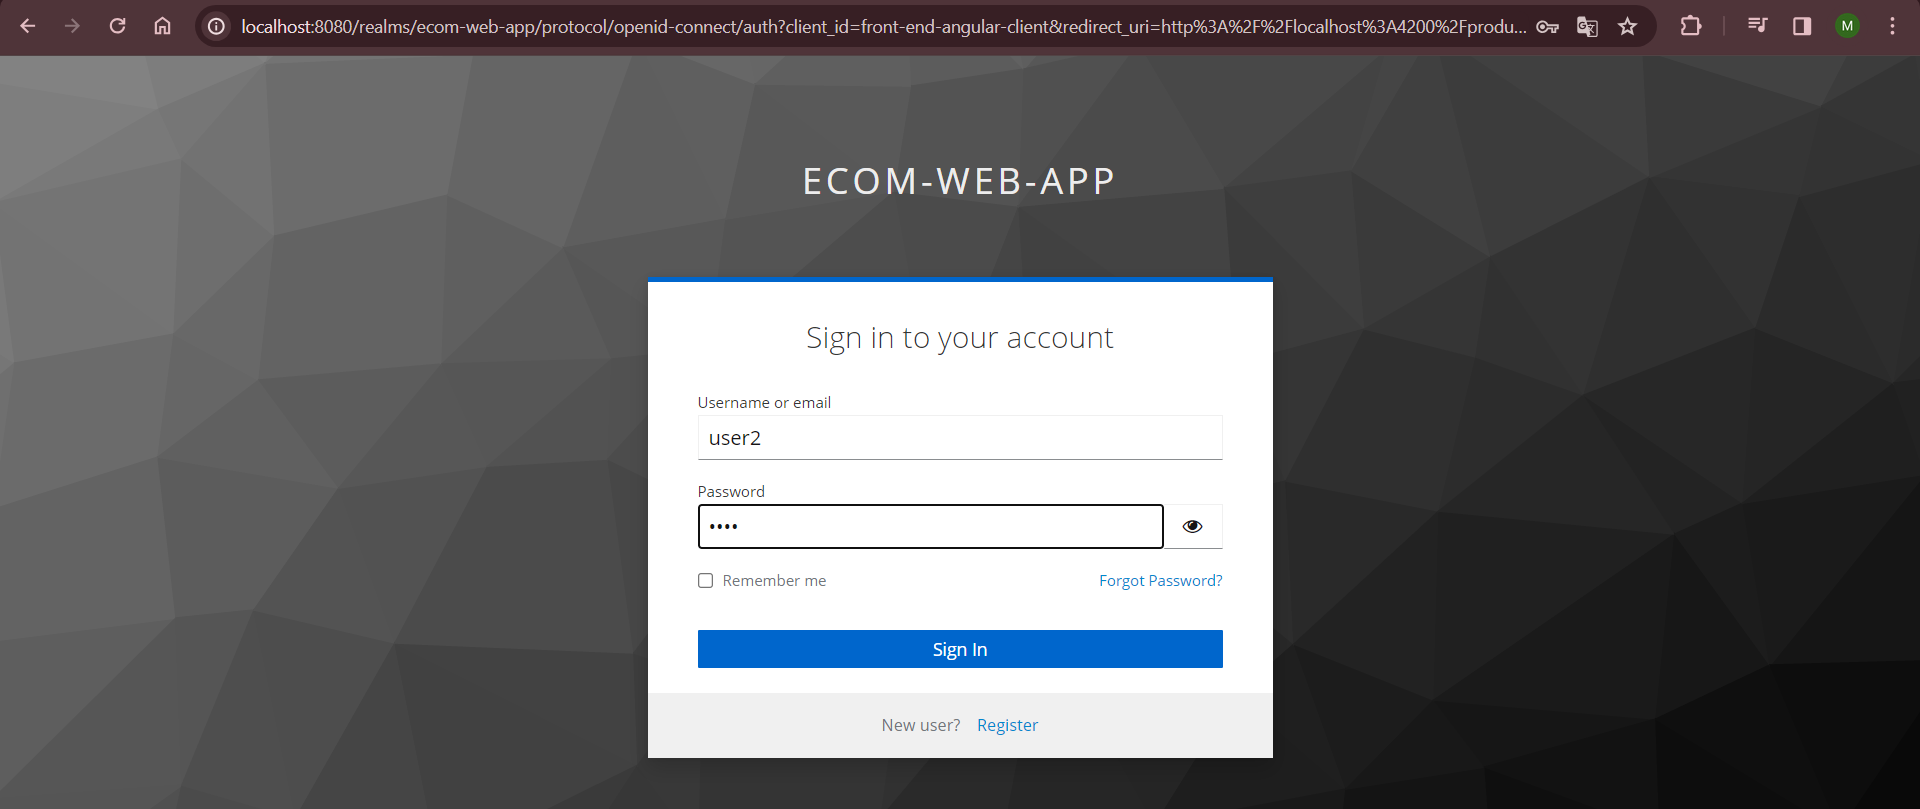 localhost:8080/realms/ecom-web-app/protocol/openid-connect/auth?client_id=front-end-angular-client&redirect_uri=http%3A%2F%2Flocalhost%3A4200%2Fprodu...
M
ECOM-WEB-APP
Sign in to your account
Username or email
user2
Password
••••
Remember me
Forgot Password?
Sign In
New user? Register